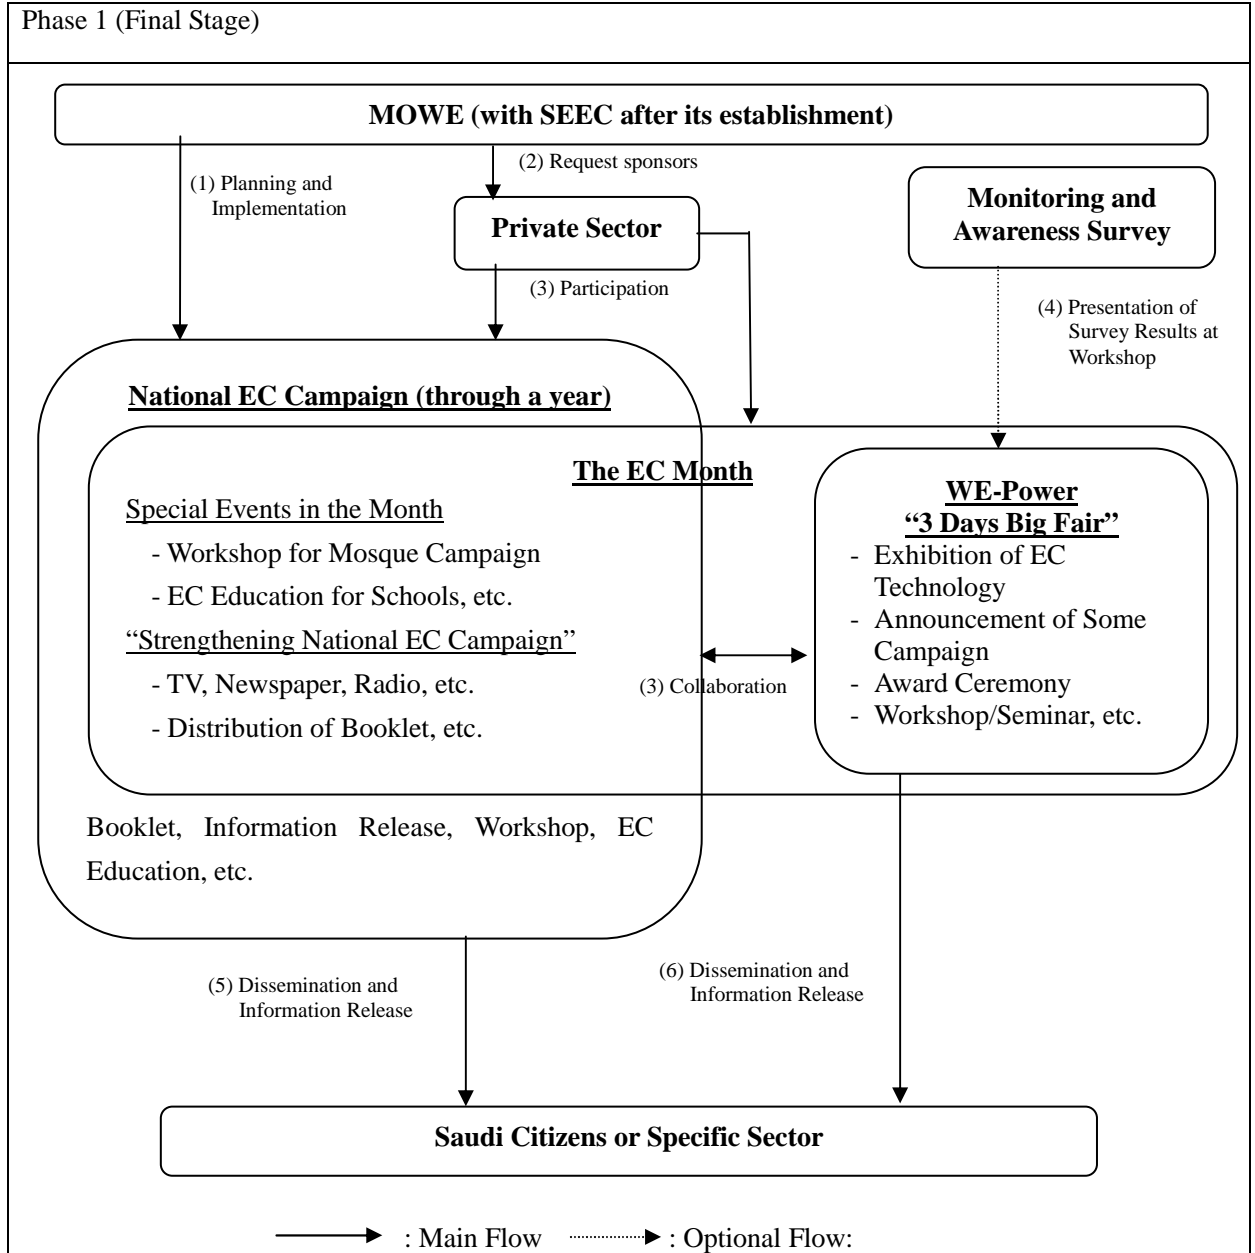 Phase 1 (Final Stage)
MOWE (with SEEC after its establishment)
(1) Planning and
Implementation
(2) Request sponsors
Private Sector
(3) Participation
Monitoring and
Awareness Survey
(4) Presentation of
Survey Results at
Workshop
National EC Campaign (through a year)
The EC Month
Special Events in the Month
- Workshop for Mosque Campaign
- EC Education for Schools, etc.
“Strengthening National EC Campaign”
- TV, Newspaper, Radio, etc.
- Distribution of Booklet, etc.
(3) Collaboration
WE-Power
“3 Days Big Fair”
- Exhibition of EC
Technology
- Announcement of Some
Campaign
- Award Ceremony
- Workshop/Seminar, etc.
Booklet, Information Release, Workshop, EC
Education, etc.
(5) Dissemination and
Information Release
(6) Dissemination and
Information Release
Saudi Citizens or Specific Sector
: Main Flow : Optional Flow: